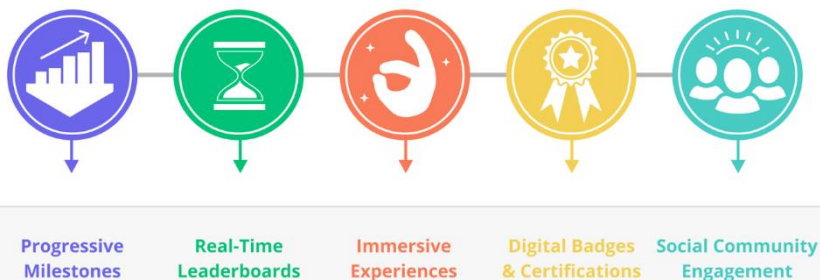 Progressive
Milestones
Real-Time
Leaderboards
Immersive
Experiences
Digital Badges
& Certifications
Social Community
Engagement